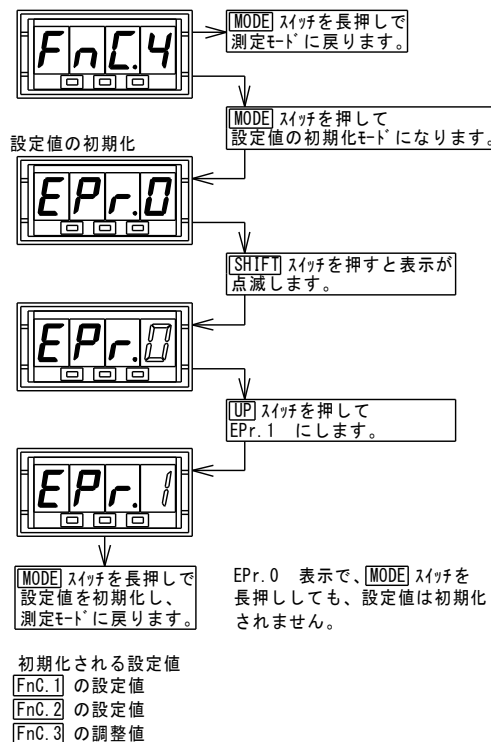 FnC.4
MODE スイッチを長押しで
測定モードに戻ります。
MODE スイッチを押して
設定値の初期化モードになります。
設定値の初期化
EPr.0
SHIFT スイッチを押すと表示が
点滅します。
EPr.0
UP スイッチを押して
EPr.1 にします。
EPr.1
MODE スイッチを長押しで
設定値を初期化し、
測定モードに戻ります。
EPr.0 表示で、MODE スイッチを
長押ししても、設定値は初期化
されません。
初期化される設定値
FnC.1 の設定値
FnC.2 の設定値
FnC.3 の調整値